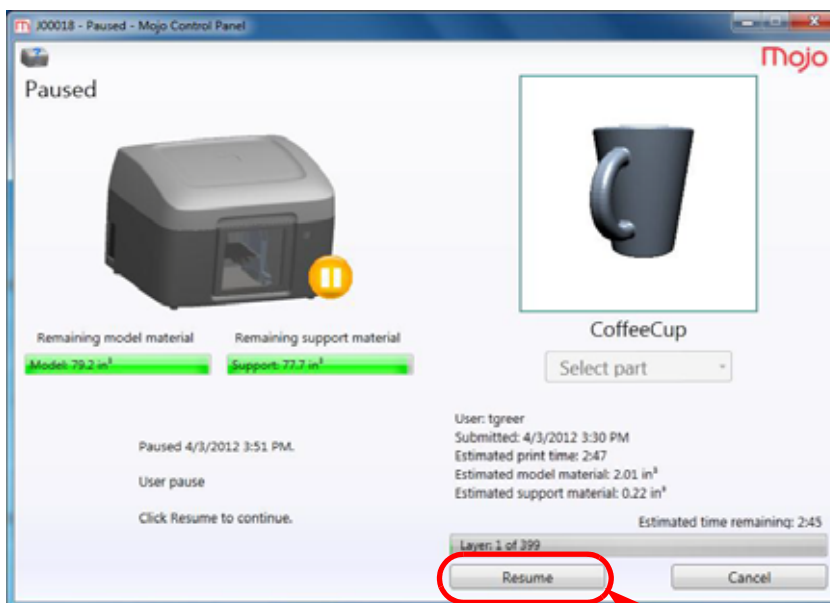 J00018 - Paused - Mojo Control Panel
mojo
Paused
Remaining model material
Remaining support material
Model: 79.2 in³
Support: 77.7 in³
CoffeeCup
Select part
Paused 4/3/2012 3:51 PM.
User pause
Click Resume to continue.
User: tgreer
Submitted: 4/3/2012 3:30 PM
Estimated print time: 2:47
Estimated model material: 2.01 in³
Estimated support material: 0.22 in³
Estimated time remaining: 2:45
Layer: 1 of 399
Resume
Cancel